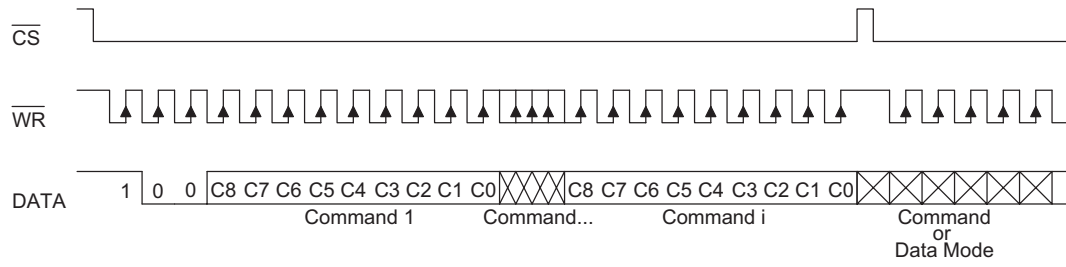 CS
WR
DATA 1 0 0 C8 C7 C6 C5 C4 C3 C2 C1 C0 C8 C7 C6 C5 C4 C3 C2 C1 C0
Command 1 Command... Command i Command
or
Data Mode